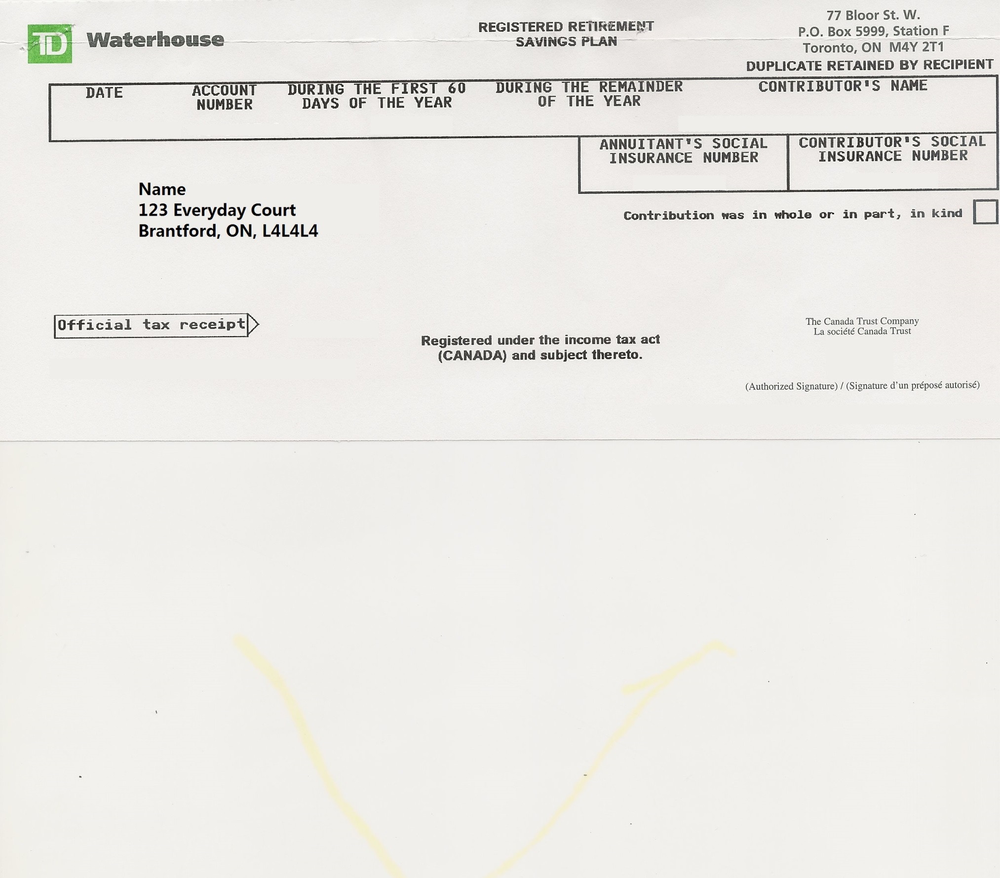 TD Waterhouse
REGISTERED RETIREMENT
SAVINGS PLAN
77 Bloor St. W.
P.O. Box 5999, Station F
Toronto, ON M4Y 2T1
DUPLICATE RETAINED BY RECIPIENT
DATE
ACCOUNT
NUMBER
DURING THE FIRST 60
DAYS OF THE YEAR
DURING THE REMAINDER
OF THE YEAR
CONTRIBUTOR'S NAME
ANNUITANT'S SOCIAL
INSURANCE NUMBER
CONTRIBUTOR'S SOCIAL
INSURANCE NUMBER
Name
123 Everyday Court
Brantford, ON, L4L4L4
Contribution was in whole or in part, in kind
Official tax receipt
Registered under the income tax act
(CANADA) and subject thereto.
The Canada Trust Company
La société Canada Trust
(Authorized Signature) / (Signature d'un préposé autorisé)